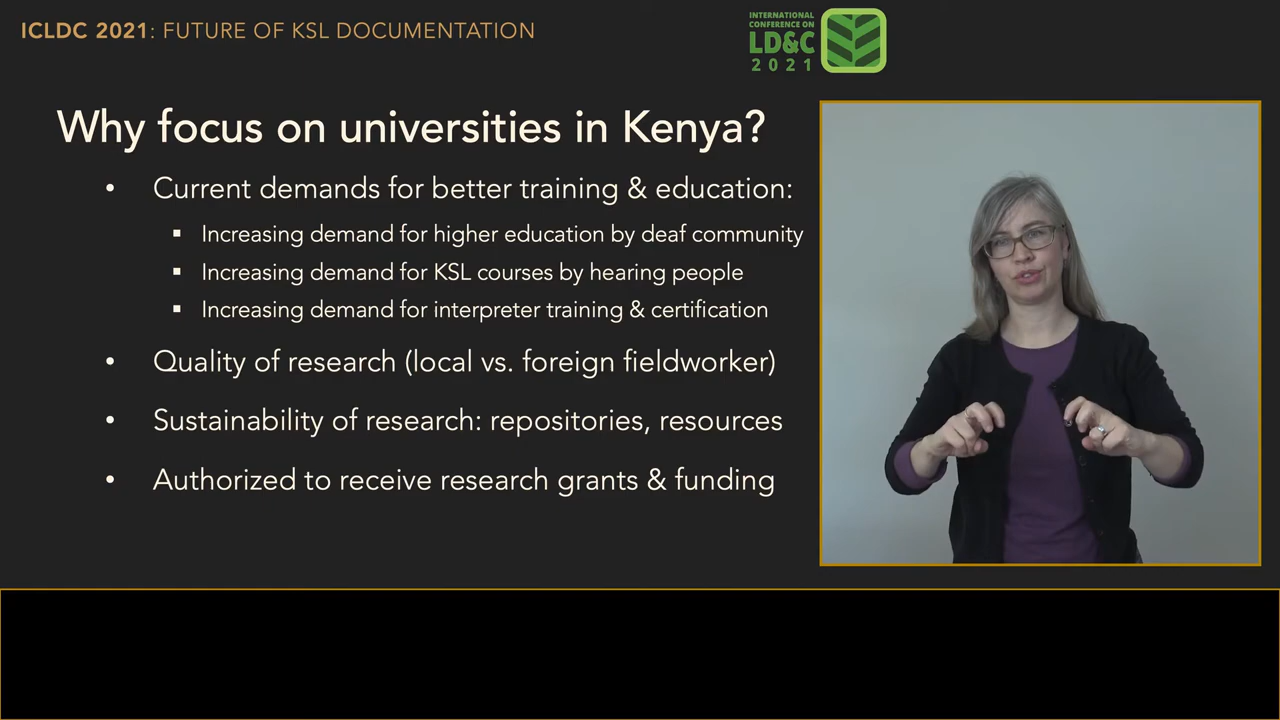 ICLDC 2021: FUTURE OF KSL DOCUMENTATION
INTERNATIONAL
CONFERENCE ON
LD&C
2021
Why focus on universities in Kenya?
• Current demands for better training & education:
▪ Increasing demand for higher education by deaf community
▪ Increasing demand for KSL courses by hearing people
▪ Increasing demand for interpreter training & certification
• Quality of research (local vs. foreign fieldworker)
• Sustainability of research: repositories, resources
• Authorized to receive research grants & funding